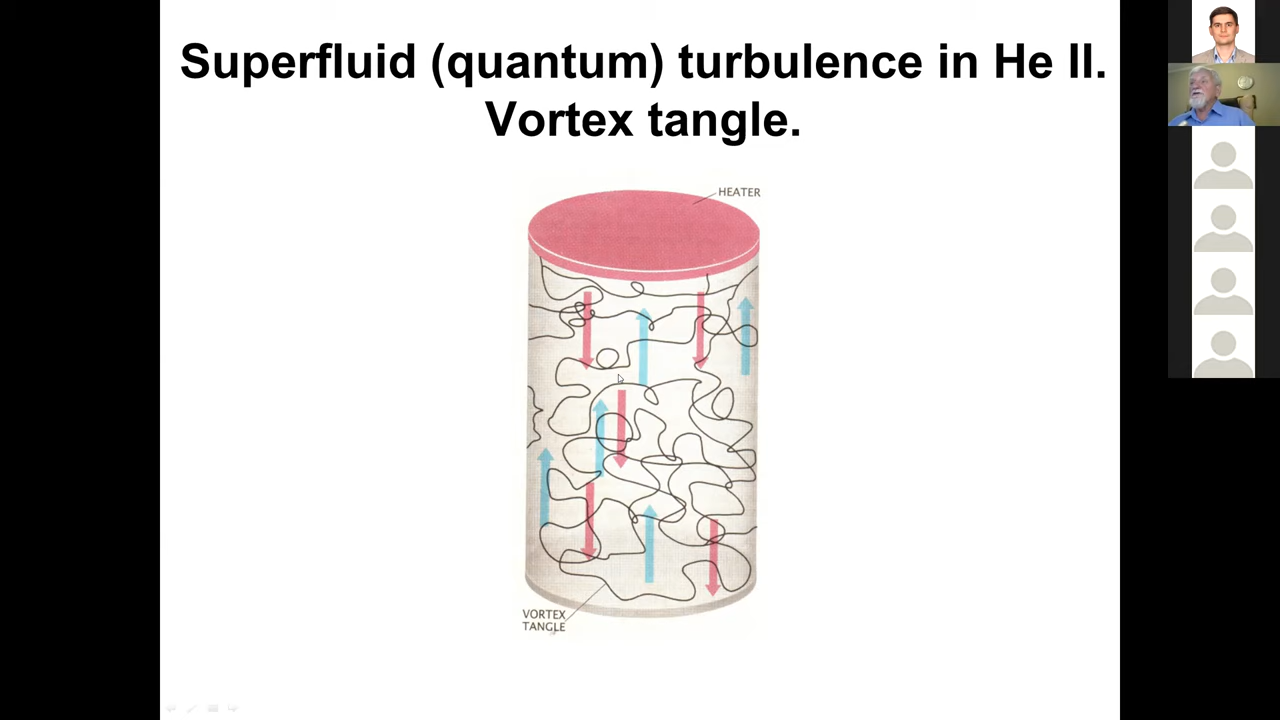 Superfluid (quantum) turbulence in He II.
Vortex tangle.
HEATER
VORTEX
TANGLE